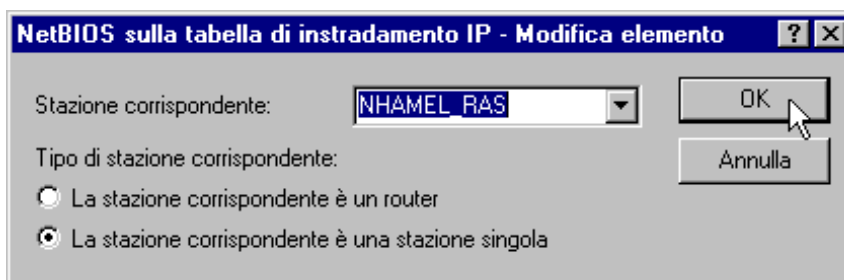 NetBIOS sulla tabella di instradamento IP - Modifica elemento
Stazione corrispondente:
NHAMEL_RAS
OK
Tipo di stazione corrispondente:
Annulla
La stazione corrispondente è un router
La stazione corrispondente è una stazione singola